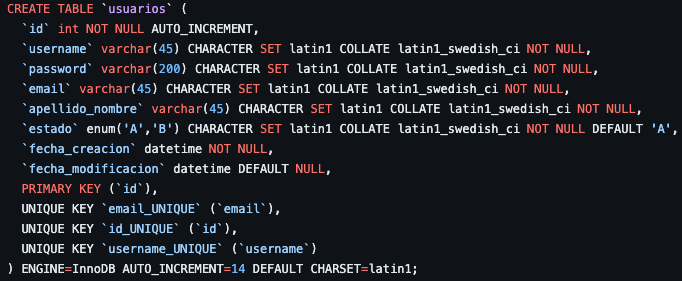 CREATE TABLE `usuarios` (
  `id` int NOT NULL AUTO_INCREMENT,
  `username` varchar(45) CHARACTER SET latin1 COLLATE latin1_swedish_ci NOT NULL,
  `password` varchar(200) CHARACTER SET latin1 COLLATE latin1_swedish_ci NOT NULL,
  `email` varchar(45) CHARACTER SET latin1 COLLATE latin1_swedish_ci NOT NULL,
  `apellido_nombre` varchar(45) CHARACTER SET latin1 COLLATE latin1_swedish_ci NOT NULL,
  `estado` enum('A','B') CHARACTER SET latin1 COLLATE latin1_swedish_ci NOT NULL DEFAULT 'A',
  `fecha_creacion` datetime NOT NULL,
  `fecha_modificacion` datetime DEFAULT NULL,
  PRIMARY KEY (`id`),
  UNIQUE KEY `email_UNIQUE` (`email`),
  UNIQUE KEY `id_UNIQUE` (`id`),
  UNIQUE KEY `username_UNIQUE` (`username`)
) ENGINE=InnoDB AUTO_INCREMENT=14 DEFAULT CHARSET=latin1;